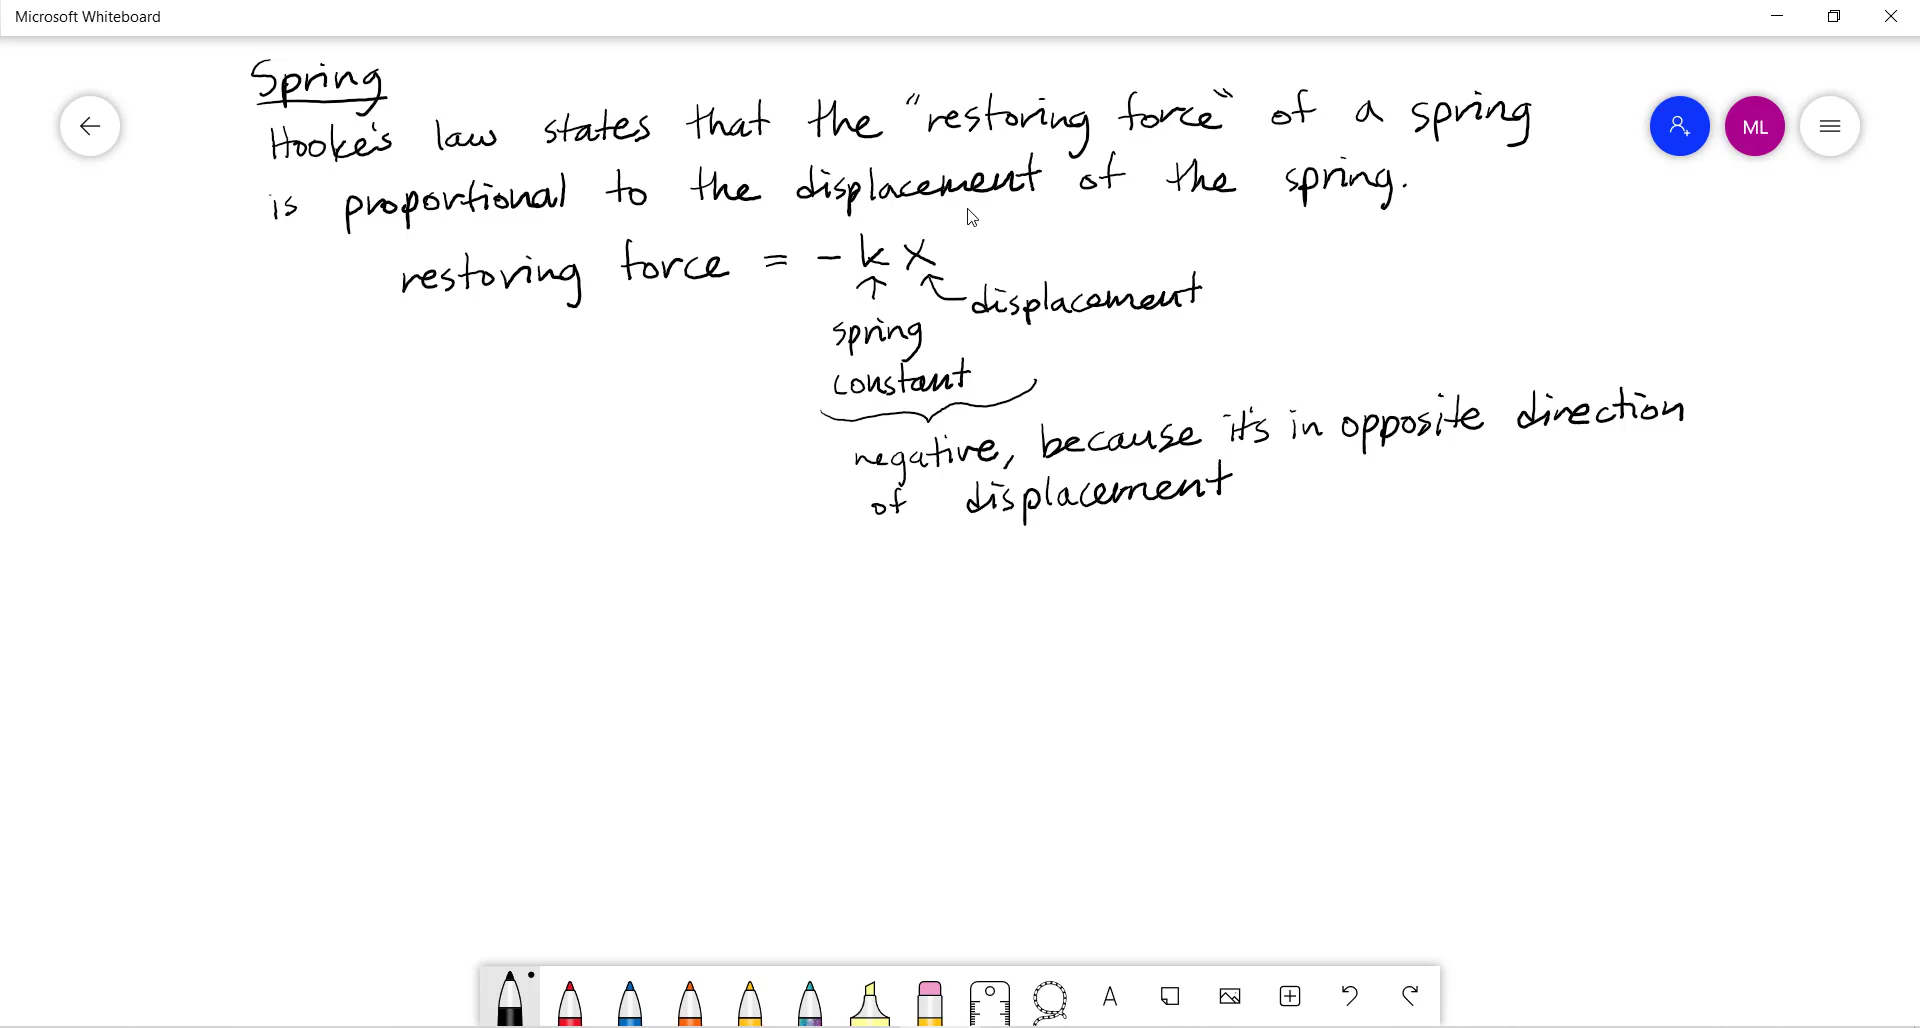 Microsoft Whiteboard
Spring
Hooke's law states that the "restoring force" of a spring
is proportional to the displacement of the spring.
restoring force = - k x
displacement
spring
constant
negative, because it's in opposite direction
of displacement
ML
A